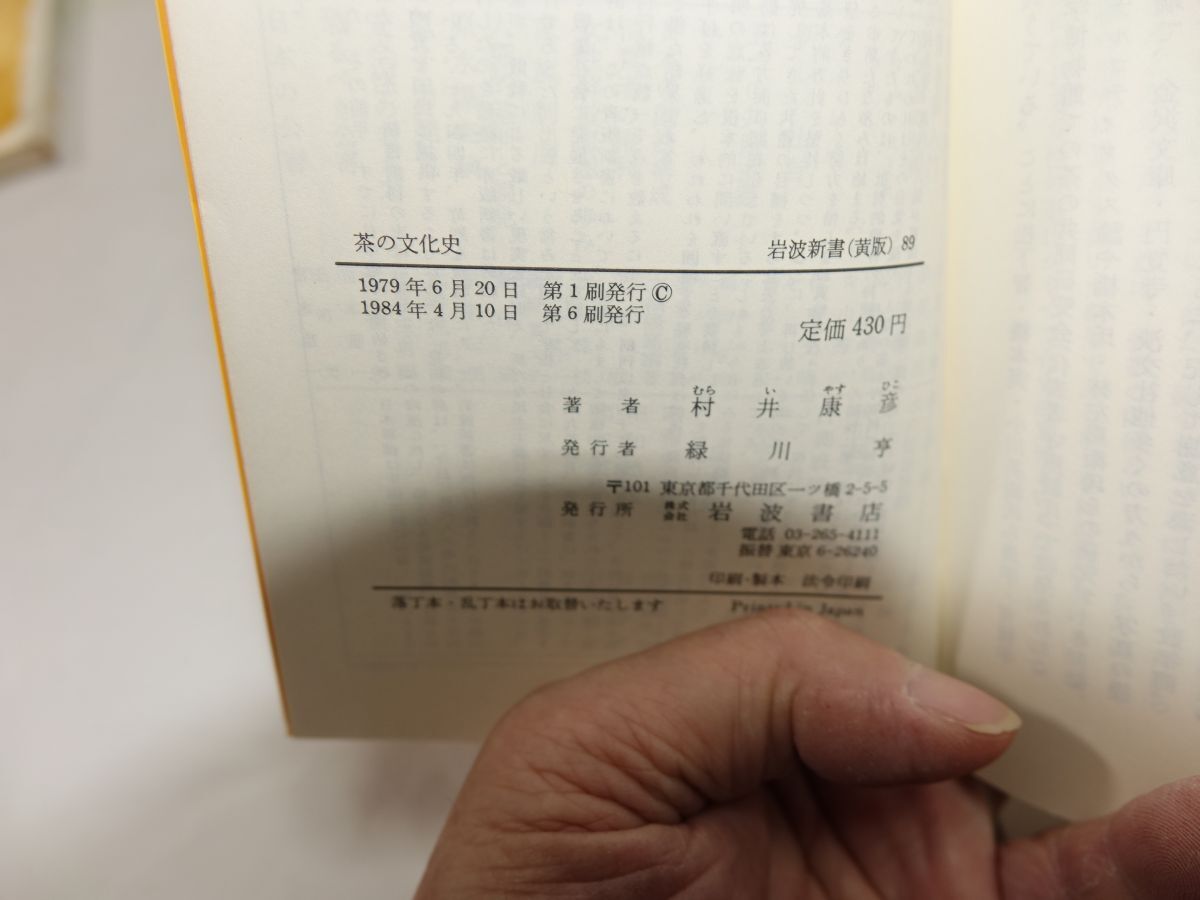 茶の文化史 岩波新書(黄版) 89
1979年6月20日 第1刷発行 ©
1984年4月10日 第6刷発行
定価 430円
むら い やす ひこ
著者 村井康彦
発行者 緑川亨
〒101 東京都千代田区一ツ橋2-5-5
発行所 株式会社 岩波書店
電話 03-265-4111
振替 東京 6-26240
印刷・製本 法令印刷
落丁本・乱丁本はお取替いたします Printed in Japan